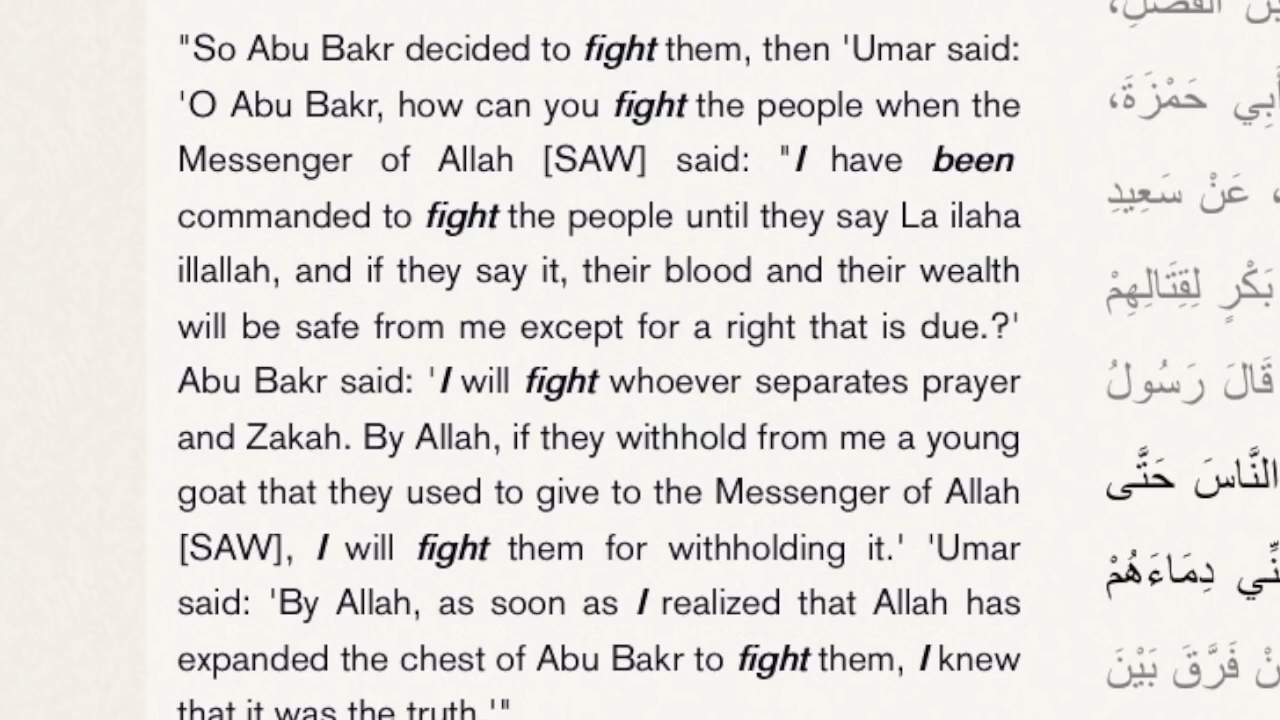 "So Abu Bakr decided to fight them, then 'Umar said:
'O Abu Bakr, how can you fight the people when the
Messenger of Allah [SAW] said: "I have been
commanded to fight the people until they say La ilaha
illallah, and if they say it, their blood and their wealth
will be safe from me except for a right that is due.?'
Abu Bakr said: 'I will fight whoever separates prayer
and Zakah. By Allah, if they withhold from me a young
goat that they used to give to the Messenger of Allah
[SAW], I will fight them for withholding it.' 'Umar
said: 'By Allah, as soon as I realized that Allah has
expanded the chest of Abu Bakr to fight them, I knew
that it was the truth.'"
أَبِي حَمْزَةَ،
عَنْ سَعِيدِ
بَكْرٍ لِقِتَالِهِمْ
قَالَ رَسُولُ
النَّاسَ حَتَّى
دِمَاءَهُمْ
فَرَّقَ بَيْنَ